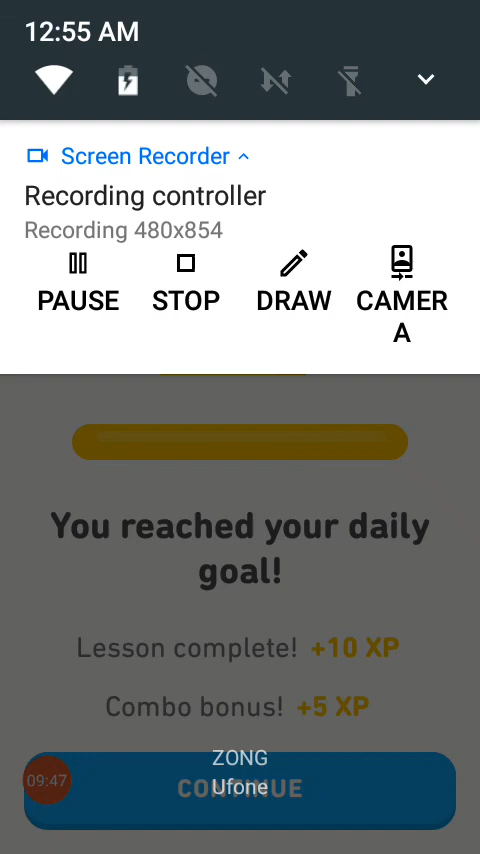 12:55 AM
Screen Recorder
Recording controller
Recording 480x854
PAUSE STOP DRAW CAMER
A
You reached your daily
goal!
Lesson complete! +10 XP
Combo bonus! +5 XP
ZONG
09:47
CONTINUE
Ufone